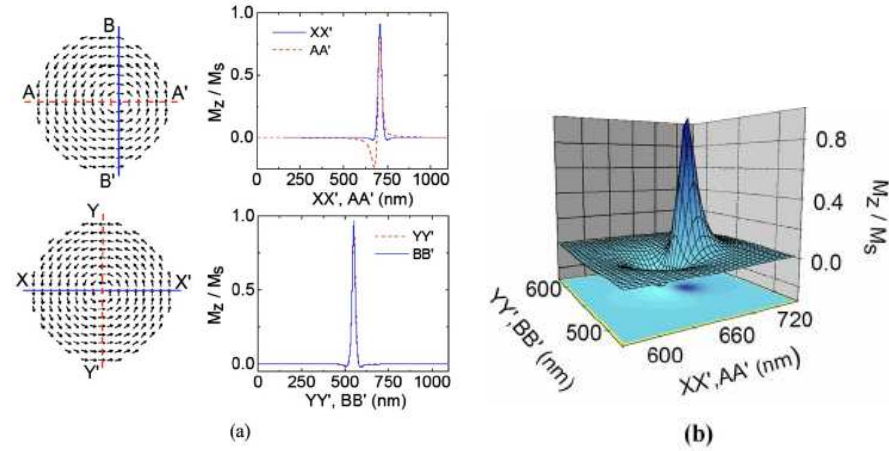 B
A A'
B'
M_z / M_s
1.0
0.5
0.0
XX'
AA'
0 250 500 750 1000
XX', AA' (nm)
Y
X X'
Y'
M_z / M_s
1.0
0.5
0.0
YY'
BB'
0 250 500 750 1000
YY', BB' (nm)
(a)
0.8
0.4
0.0
M_z / M_s
600
500
YY',BB' (nm)
600
660
720
XX',AA' (nm)
(b)